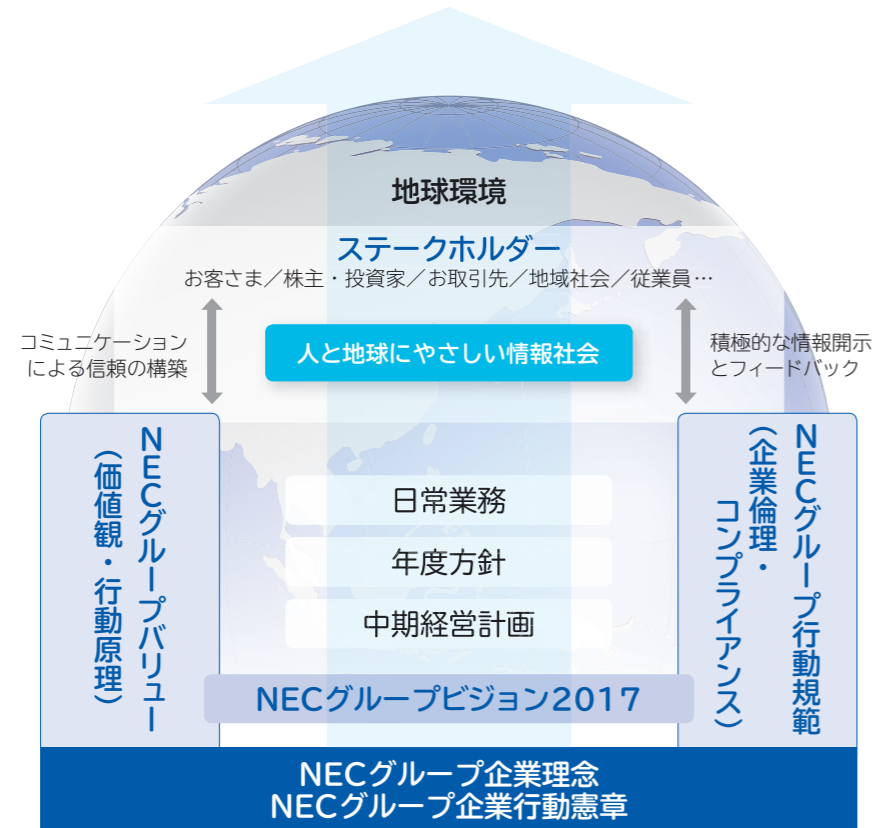 地球環境
ステークホルダー
お客さま／株主・投資家／お取引先／地域社会／従業員…
コミュニケーション
による信頼の構築
人と地球にやさしい情報社会
積極的な情報開示
とフィードバック
NECグループバリュー
（価値観・行動原理）
日常業務
年度方針
中期経営計画
NECグループビジョン2017
NECグループ行動規範
（企業倫理・
コンプライアンス）
NECグループ企業理念
NECグループ企業行動憲章